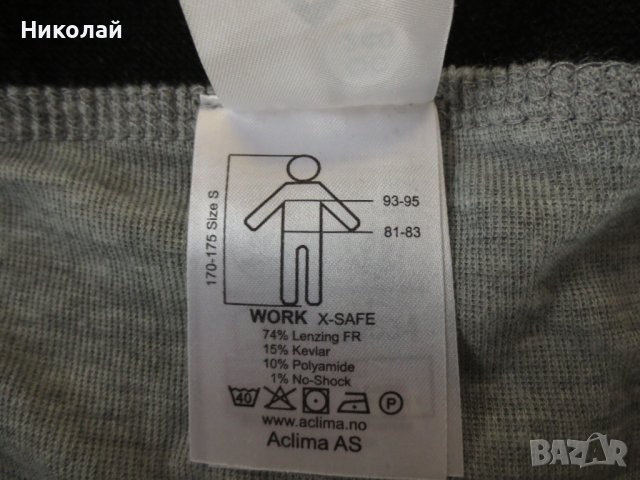 Николай
170-175 Size S
93-95
81-83
WORK X-SAFE
74% Lenzing FR
15% Kevlar
10% Polyamide
1% No-Shock
40 P
www.aclima.no
Aclima AS
BAZAR